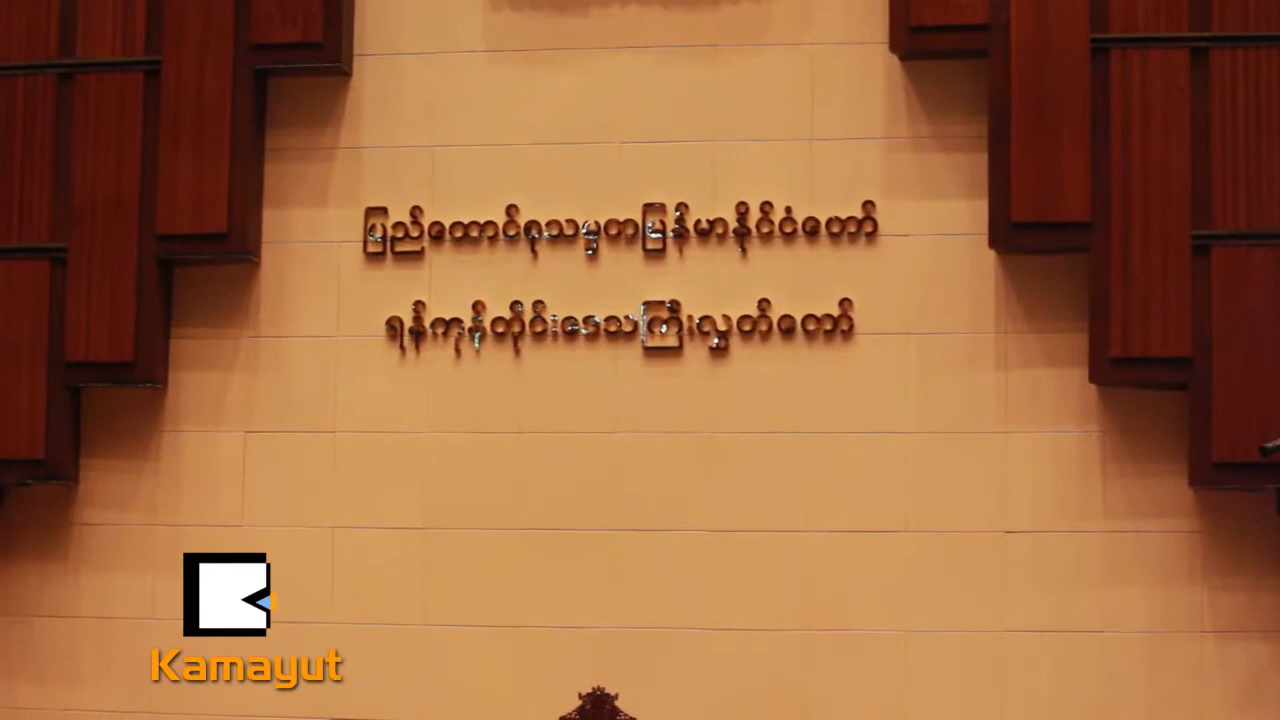 ပြည်ထောင်စုသမ္မတမြန်မာနိုင်ငံတော်
ရန်ကုန်တိုင်းဒေသကြီးလွှတ်တော်
Kamayut